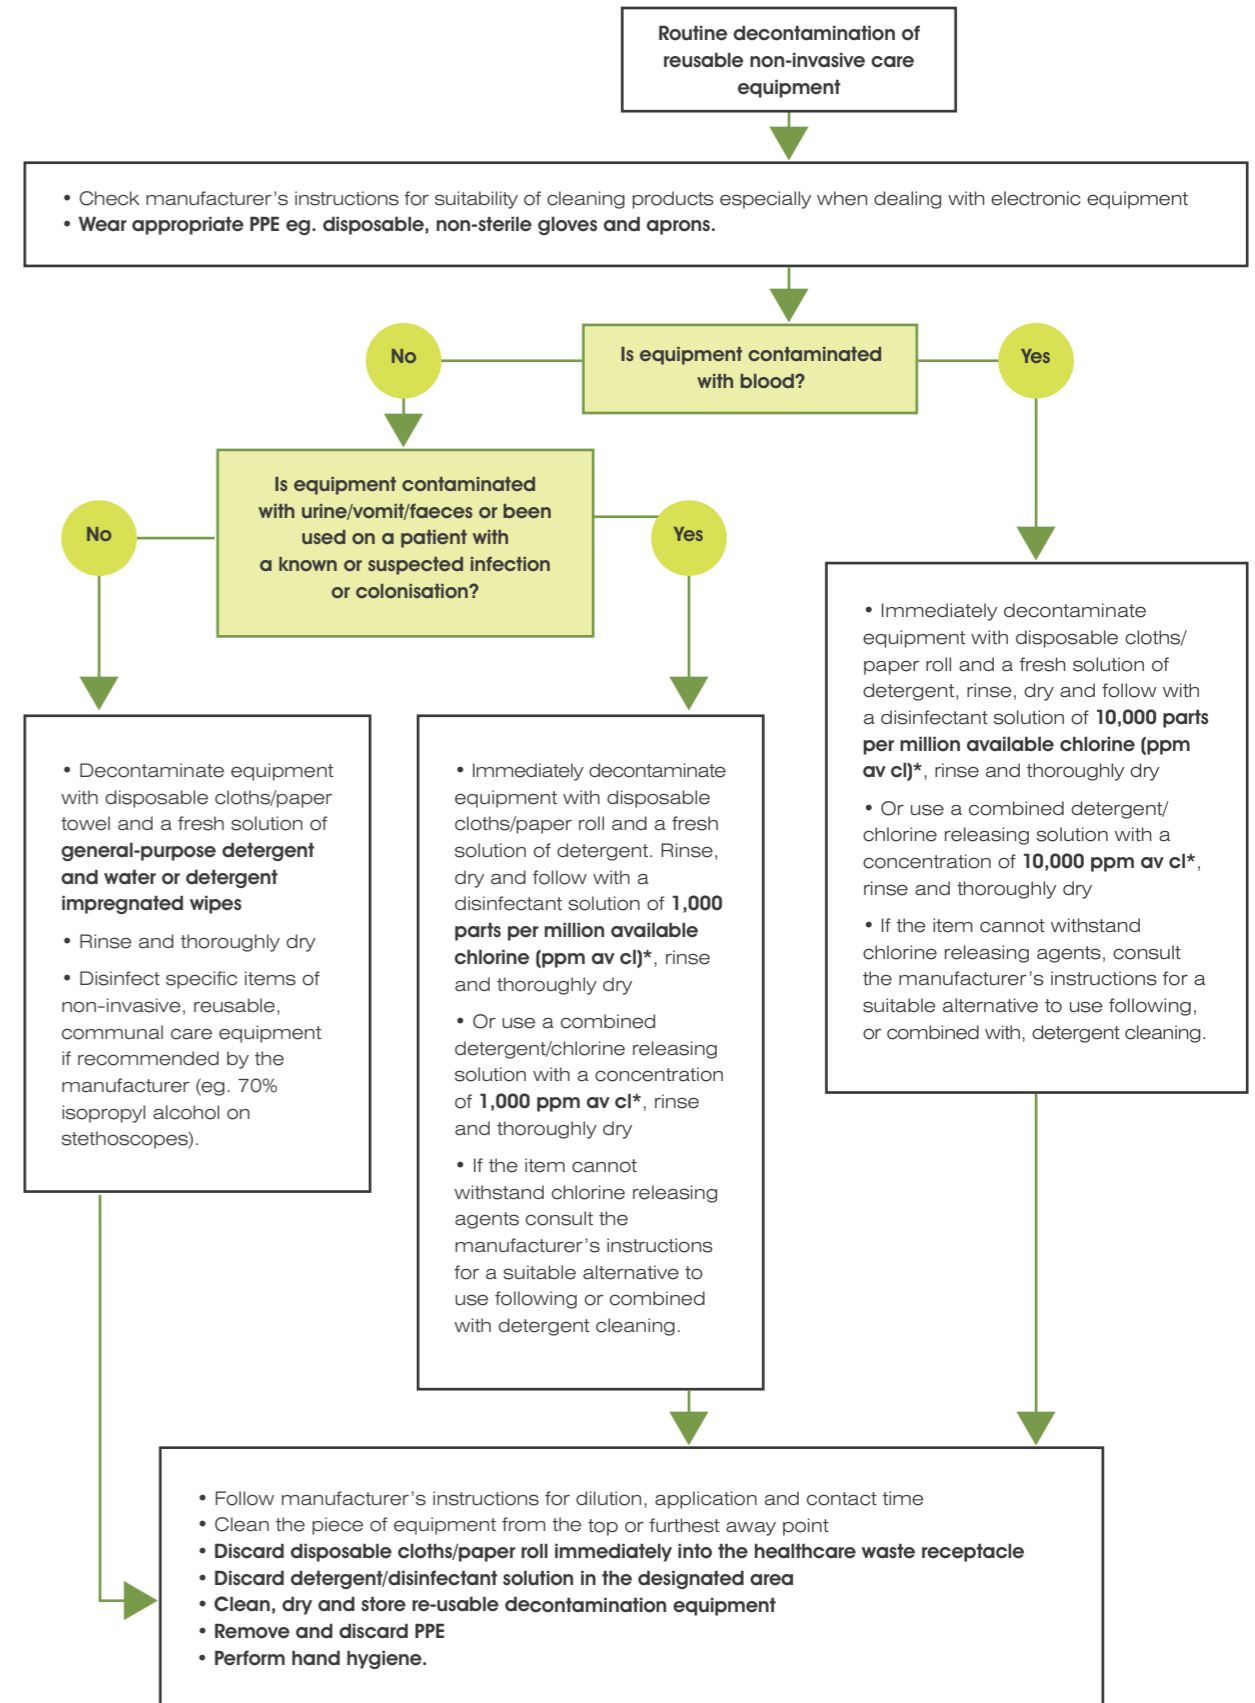 Routine decontamination of
reusable non-invasive care
equipment
• Check manufacturer's instructions for suitability of cleaning products especially when dealing with electronic equipment
• Wear appropriate PPE eg. disposable, non-sterile gloves and aprons.
Is equipment contaminated
with blood?
No
Yes
Is equipment contaminated
with urine/vomit/faeces or been
used on a patient with
a known or suspected infection
or colonisation?
No
Yes
• Decontaminate equipment
with disposable cloths/paper
towel and a fresh solution of
general-purpose detergent
and water or detergent
impregnated wipes
• Rinse and thoroughly dry
• Disinfect specific items of
non-invasive, reusable,
communal care equipment
if recommended by the
manufacturer (eg. 70%
isopropyl alcohol on
stethoscopes).
• Immediately decontaminate
equipment with disposable
cloths/paper roll and a fresh
solution of detergent. Rinse,
dry and follow with a
disinfectant solution of 1,000
parts per million available
chlorine (ppm av cl)*, rinse
and thoroughly dry
• Or use a combined
detergent/chlorine releasing
solution with a concentration
of 1,000 ppm av cl*, rinse
and thoroughly dry
• If the item cannot
withstand chlorine releasing
agents consult the
manufacturer's instructions
for a suitable alternative to
use following or combined
with detergent cleaning.
• Immediately decontaminate
equipment with disposable cloths/
paper roll and a fresh solution of
detergent, rinse, dry and follow with
a disinfectant solution of 10,000 parts
per million available chlorine (ppm
av cl)*, rinse and thoroughly dry
• Or use a combined detergent/
chlorine releasing solution with a
concentration of 10,000 ppm av cl*,
rinse and thoroughly dry
• If the item cannot withstand
chlorine releasing agents, consult
the manufacturer's instructions for a
suitable alternative to use following,
or combined with, detergent cleaning.
• Follow manufacturer's instructions for dilution, application and contact time
• Clean the piece of equipment from the top or furthest away point
• Discard disposable cloths/paper roll immediately into the healthcare waste receptacle
• Discard detergent/disinfectant solution in the designated area
• Clean, dry and store re-usable decontamination equipment
• Remove and discard PPE
• Perform hand hygiene.